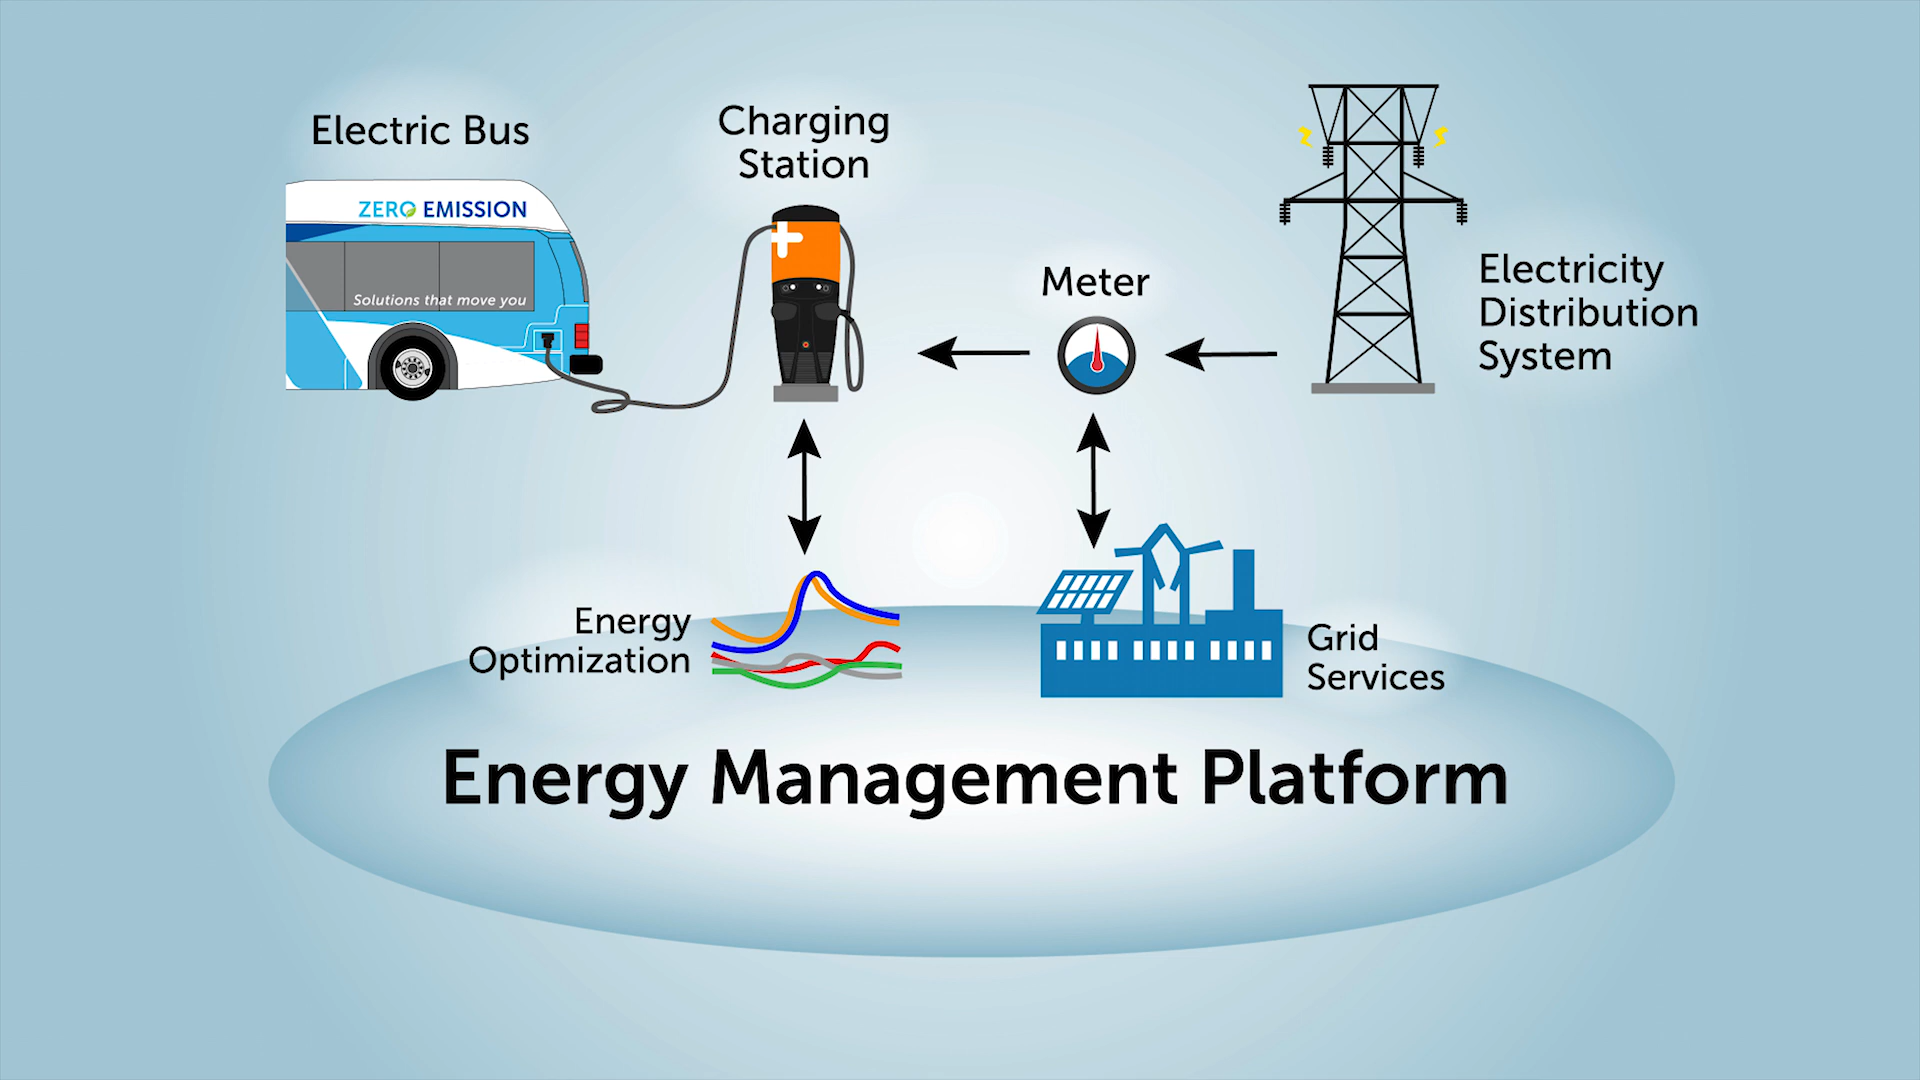 Electric Bus
ZERO EMISSION
Solutions that move you
Charging
Station
Meter
Electricity
Distribution
System
Energy
Optimization
Grid
Services
Energy Management Platform